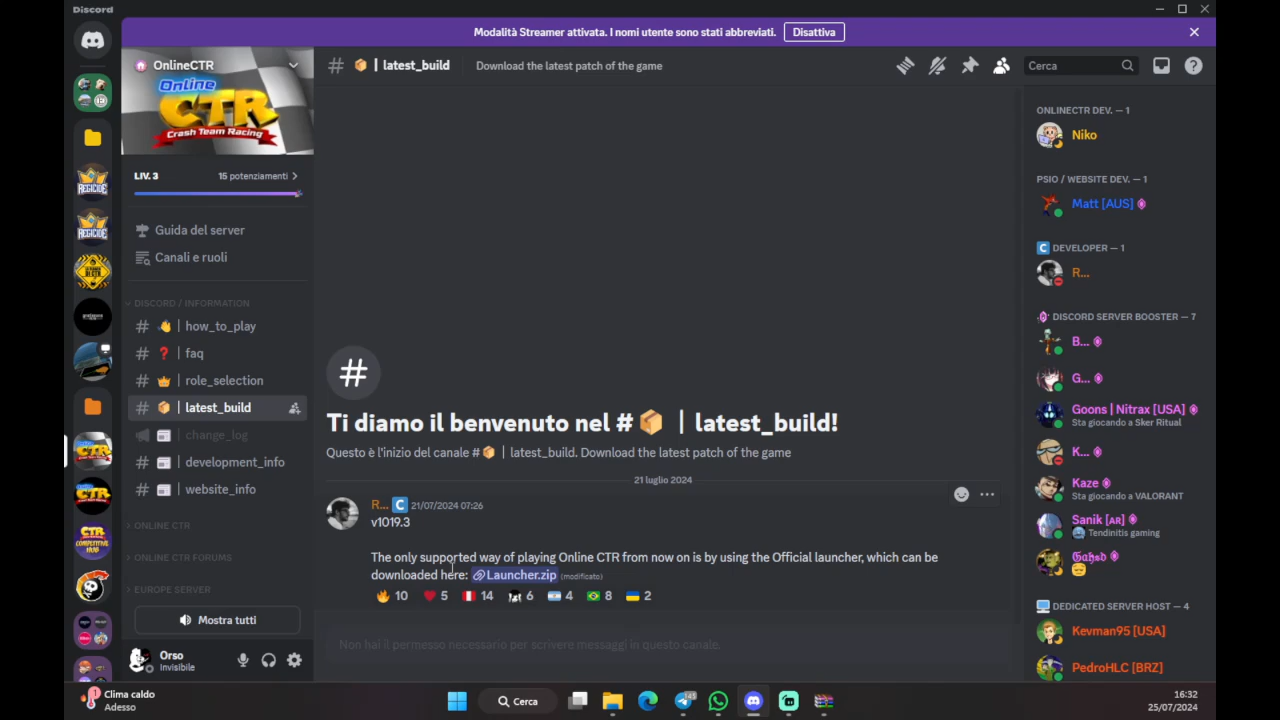 Discord
Modalità Streamer attivata. I nomi utente sono stati abbreviati.
Disattiva
OnlineCTR
Online
CTR
Crash Team Racing
LIV. 3
15 potenziamenti
Guida del server
Canali e ruoli
DISCORD / INFORMATION
# 👋 | how_to_play
# ❓ | faq
# 👑 | role_selection
# 📦 | latest_build
change_log
# | development_info
# | website_info
ONLINE CTR
ONLINE CTR FORUMS
EUROPE SERVER
Mostra tutti
Orso
Invisibile
REGICIDE
REGICIDE
# 📦 | latest_build
Download the latest patch of the game
Cerca
#
Ti diamo il benvenuto nel #📦 | latest_build!
Questo è l'inizio del canale #📦 | latest_build. Download the latest patch of the game
21 luglio 2024
R... C 21/07/2024 07:26
v1019.3
The only supported way of playing Online CTR from now on is by using the Official launcher, which can be
downloaded here: Launcher.zip (modificato)
🔥 10 ❤️ 5 🇵🇪 14 6 🇦🇷 4 🇧🇷 8 🇺🇦 2
Non hai il permesso necessario per scrivere messaggi in questo canale.
ONLINECTR DEV. — 1
Niko
PSIO / WEBSITE DEV. — 1
Matt [AUS]
C DEVELOPER — 1
R...
DISCORD SERVER BOOSTER — 7
B...
G...
Goons | Nitrax [USA]
Sta giocando a Sker Ritual
K...
Kaze
Sta giocando a VALORANT
Sanik [AR]
Tendinitis gaming
Gahsd
DEDICATED SERVER HOST — 4
Kevman95 [USA]
PedroHLC [BRZ]
Clima caldo
Adesso
Cerca
16:32
25/07/2024